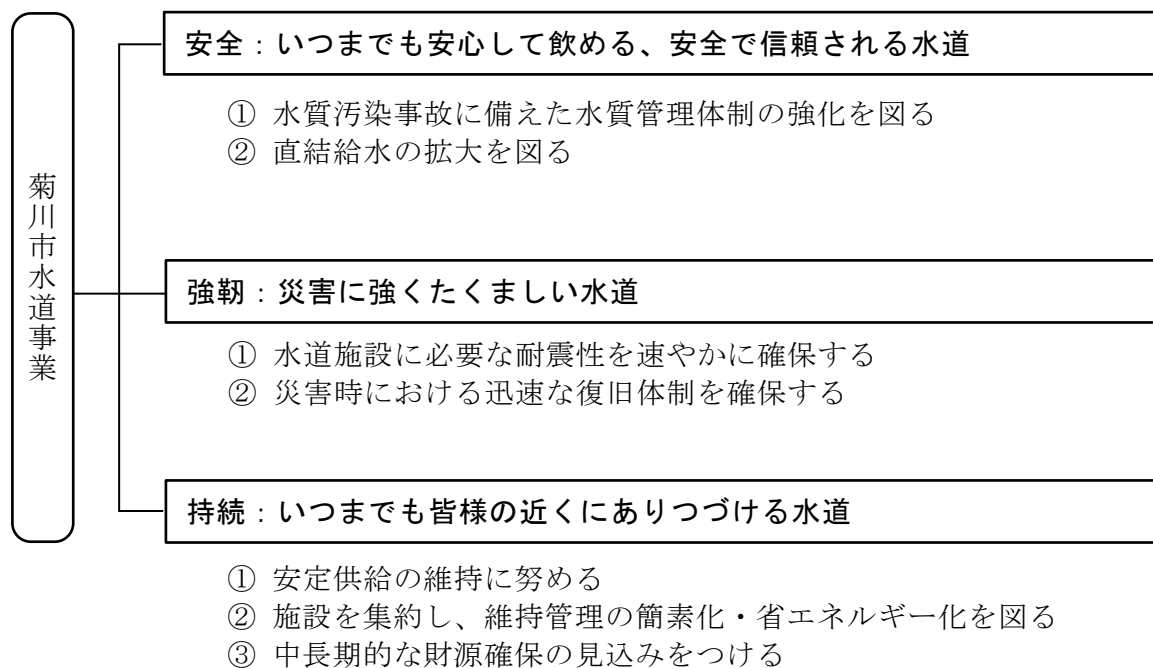 菊川市水道事業
安全：いつまでも安心して飲める、安全で信頼される水道
① 水質汚染事故に備えた水質管理体制の強化を図る
② 直結給水の拡大を図る
強靭：災害に強くたくましい水道
① 水道施設に必要な耐震性を速やかに確保する
② 災害時における迅速な復旧体制を確保する
持続：いつまでも皆様の近くにありつづける水道
① 安定供給の維持に努める
② 施設を集約し、維持管理の簡素化・省エネルギー化を図る
③ 中長期的な財源確保の見込みをつける